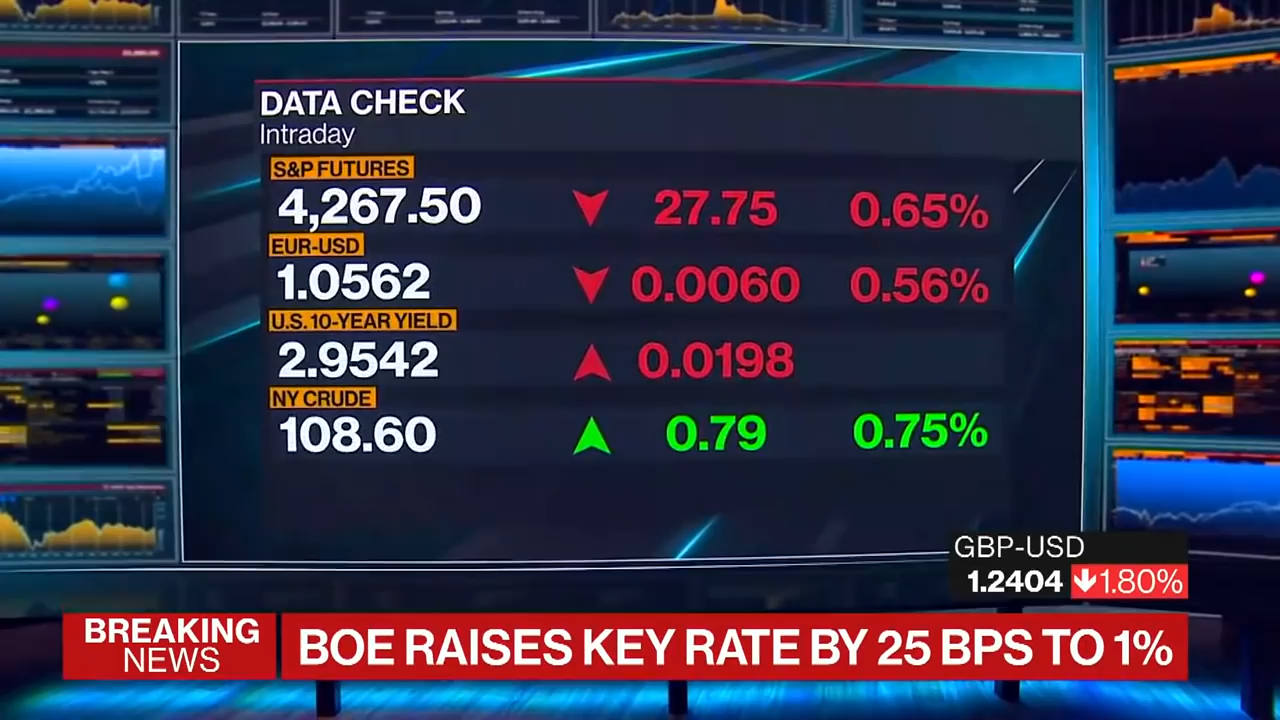 DATA CHECK
Intraday
S&P FUTURES
4,267.50 ▼ 27.75 0.65%
EUR-USD
1.0562 ▼ 0.0060 0.56%
U.S. 10-YEAR YIELD
2.9542 ▲ 0.0198
NY CRUDE
108.60 ▲ 0.79 0.75%
GBP-USD
1.2404 ↓1.80%
BREAKING NEWS
BOE RAISES KEY RATE BY 25 BPS TO 1%